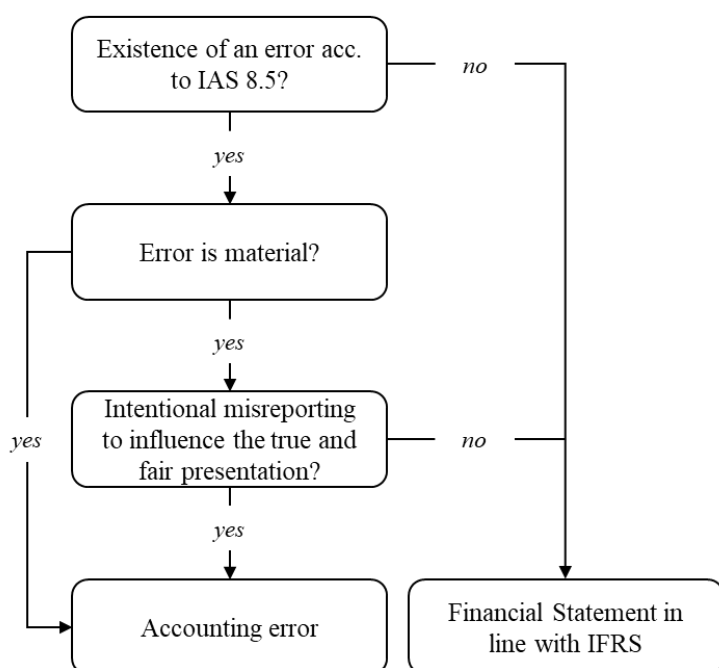 Existence of an error acc.
to IAS 8.5?
no
yes
Error is material?
yes
Intentional misreporting
to influence the true and
fair presentation?
yes
no
yes
Accounting error
Financial Statement in
line with IFRS